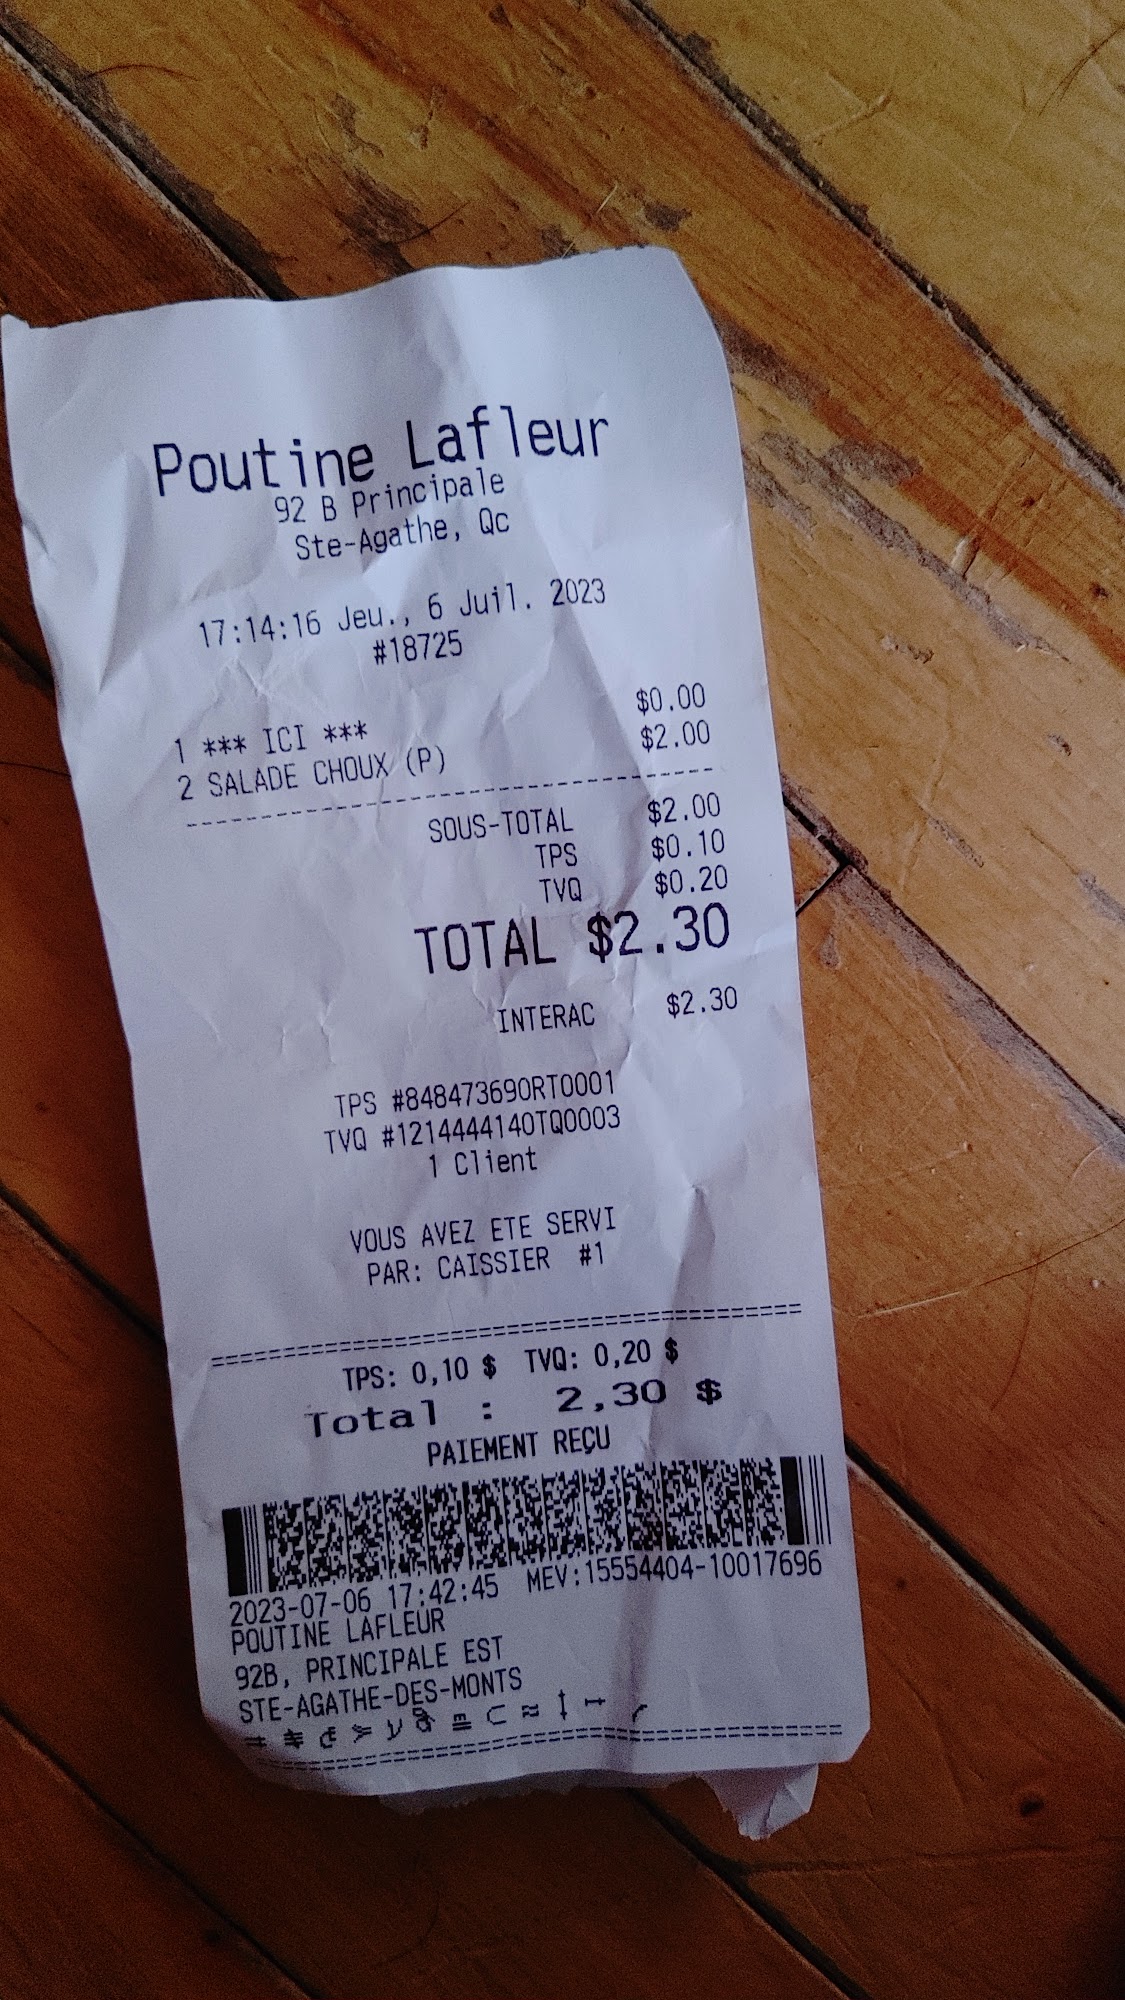 Poutine Lafleur
92 B Principale
Ste-Agathe, Qc
17:14:16 Jeu., 6 Juil. 2023
#18725
1 *** ICI *** $0.00
2 SALADE CHOUX (P) $2.00
SOUS-TOTAL $2.00
TPS $0.10
TVQ $0.20
TOTAL $2.30
INTERAC $2.30
TPS #848473690RT0001
TVQ #1214444140TQ0003
1 Client
VOUS AVEZ ETE SERVI
PAR: CAISSIER #1
TPS: 0,10 $ TVQ: 0,20 $
Total : 2,30 $
PAIEMENT REÇU
2023-07-06 17:42:45 MEV:15554404-10017696
POUTINE LAFLEUR
92B, PRINCIPALE EST
STE-AGATHE-DES-MONTS